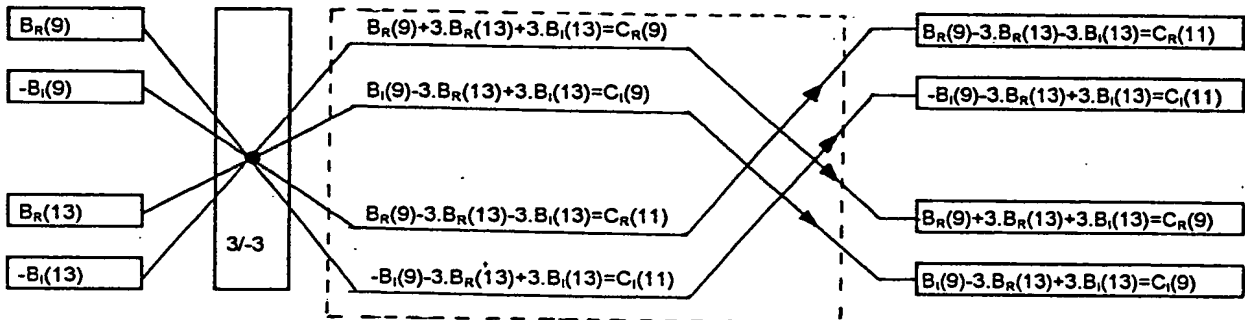 B_R(9)
-B_I(9)
B_R(13)
-B_I(13)
3/-3
B_R(9)+3.B_R(13)+3.B_I(13)=C_R(9)
B_I(9)-3.B_R(13)+3.B_I(13)=C_I(9)
B_R(9)-3.B_R(13)-3.B_I(13)=C_R(11)
-B_I(9)-3.B_R(13)+3.B_I(13)=C_I(11)
B_R(9)-3.B_R(13)-3.B_I(13)=C_R(11)
-B_I(9)-3.B_R(13)+3.B_I(13)=C_I(11)
B_R(9)+3.B_R(13)+3.B_I(13)=C_R(9)
B_I(9)-3.B_R(13)+3.B_I(13)=C_I(9)